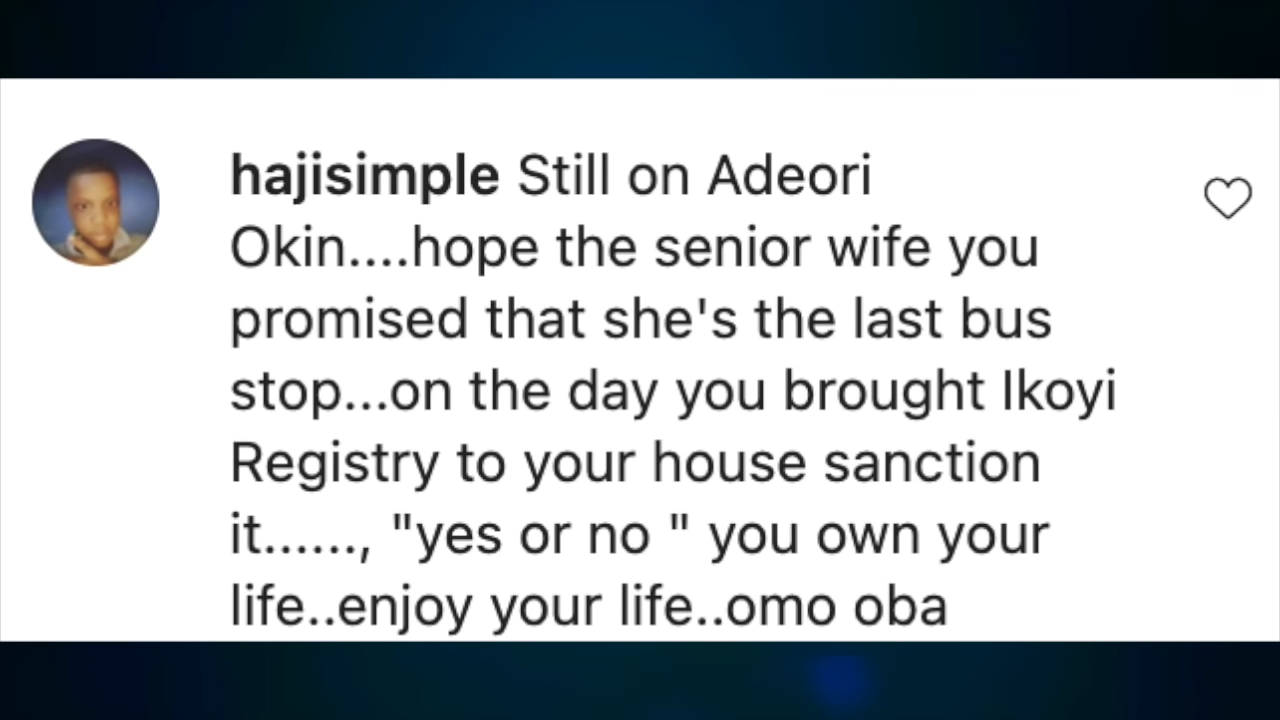 hajisimple Still on Adeori
Okin....hope the senior wife you
promised that she's the last bus
stop...on the day you brought Ikoyi
Registry to your house sanction
it......, "yes or no " you own your
life..enjoy your life..omo oba